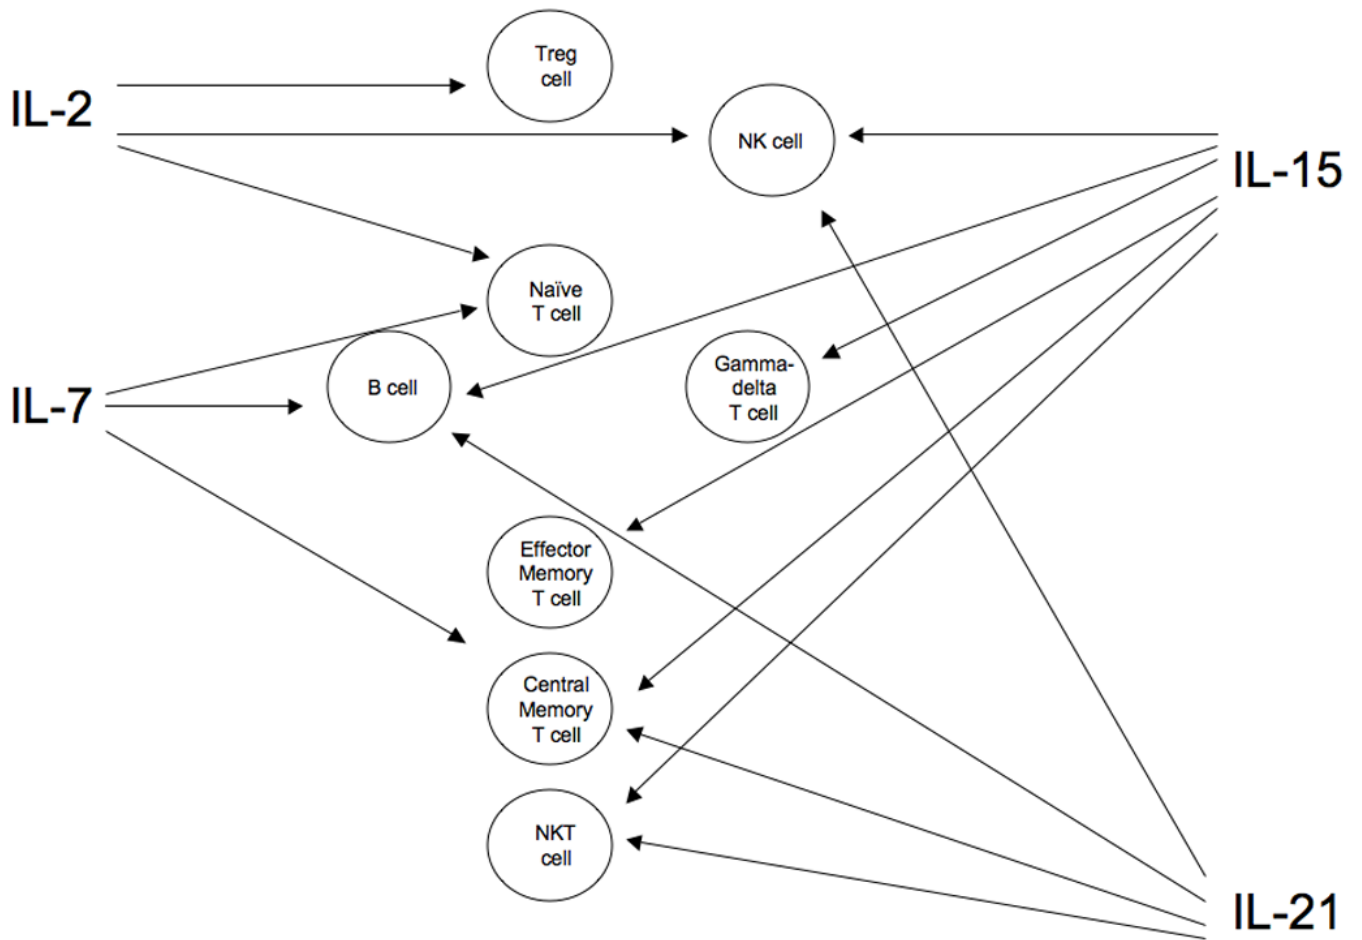 Treg
cell
IL-2
NK cell
IL-15
Naïve
T cell
B cell
Gamma-
delta
T cell
IL-7
Effector
Memory
T cell
Central
Memory
T cell
NKT
cell
IL-21